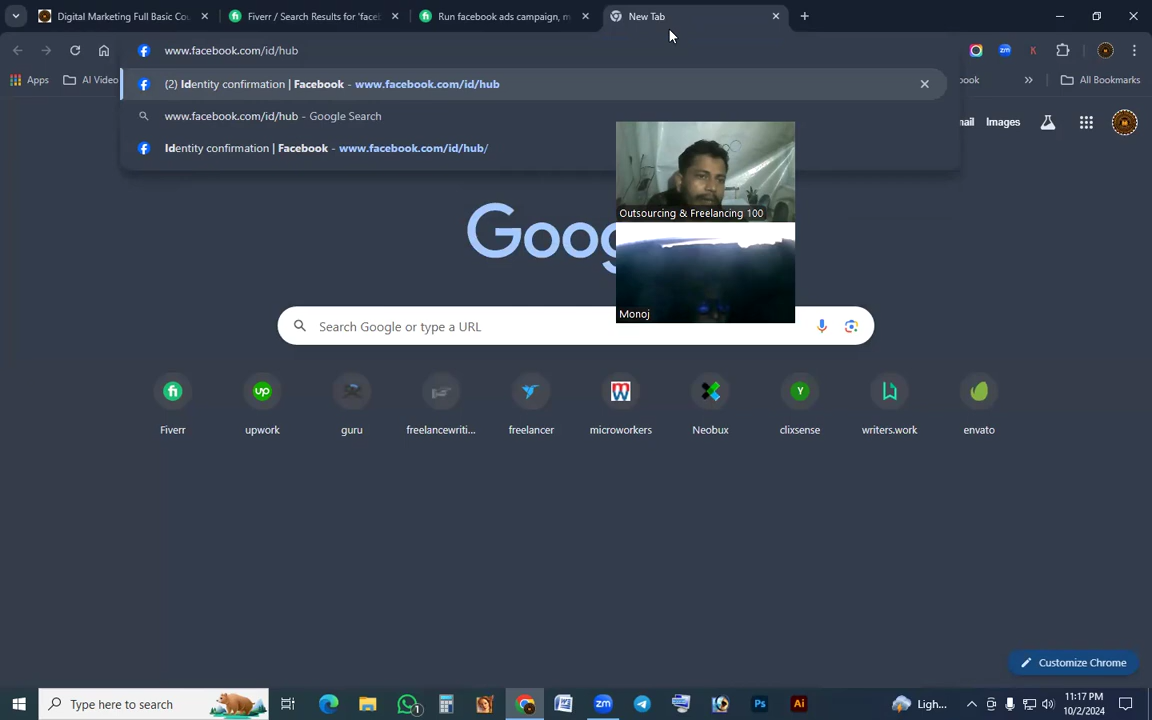 Digital Marketing Full Basic Cou
Fiverr / Search Results for 'face
Run facebook ads campaign, m
New Tab
www.facebook.com/id/hub
Apps
AI Video
(2) Identity confirmation | Facebook - www.facebook.com/id/hub
ook
All Bookmarks
www.facebook.com/id/hub - Google Search
mail
Images
Identity confirmation | Facebook - www.facebook.com/id/hub/
Outsourcing & Freelancing 100
Goo
Monoj
Search Google or type a URL
Fiverr
upwork
guru
freelancewriti...
freelancer
microworkers
Neobux
clixsense
writers.work
envato
Customize Chrome
Type here to search
Ligh...
11:17 PM
10/2/2024